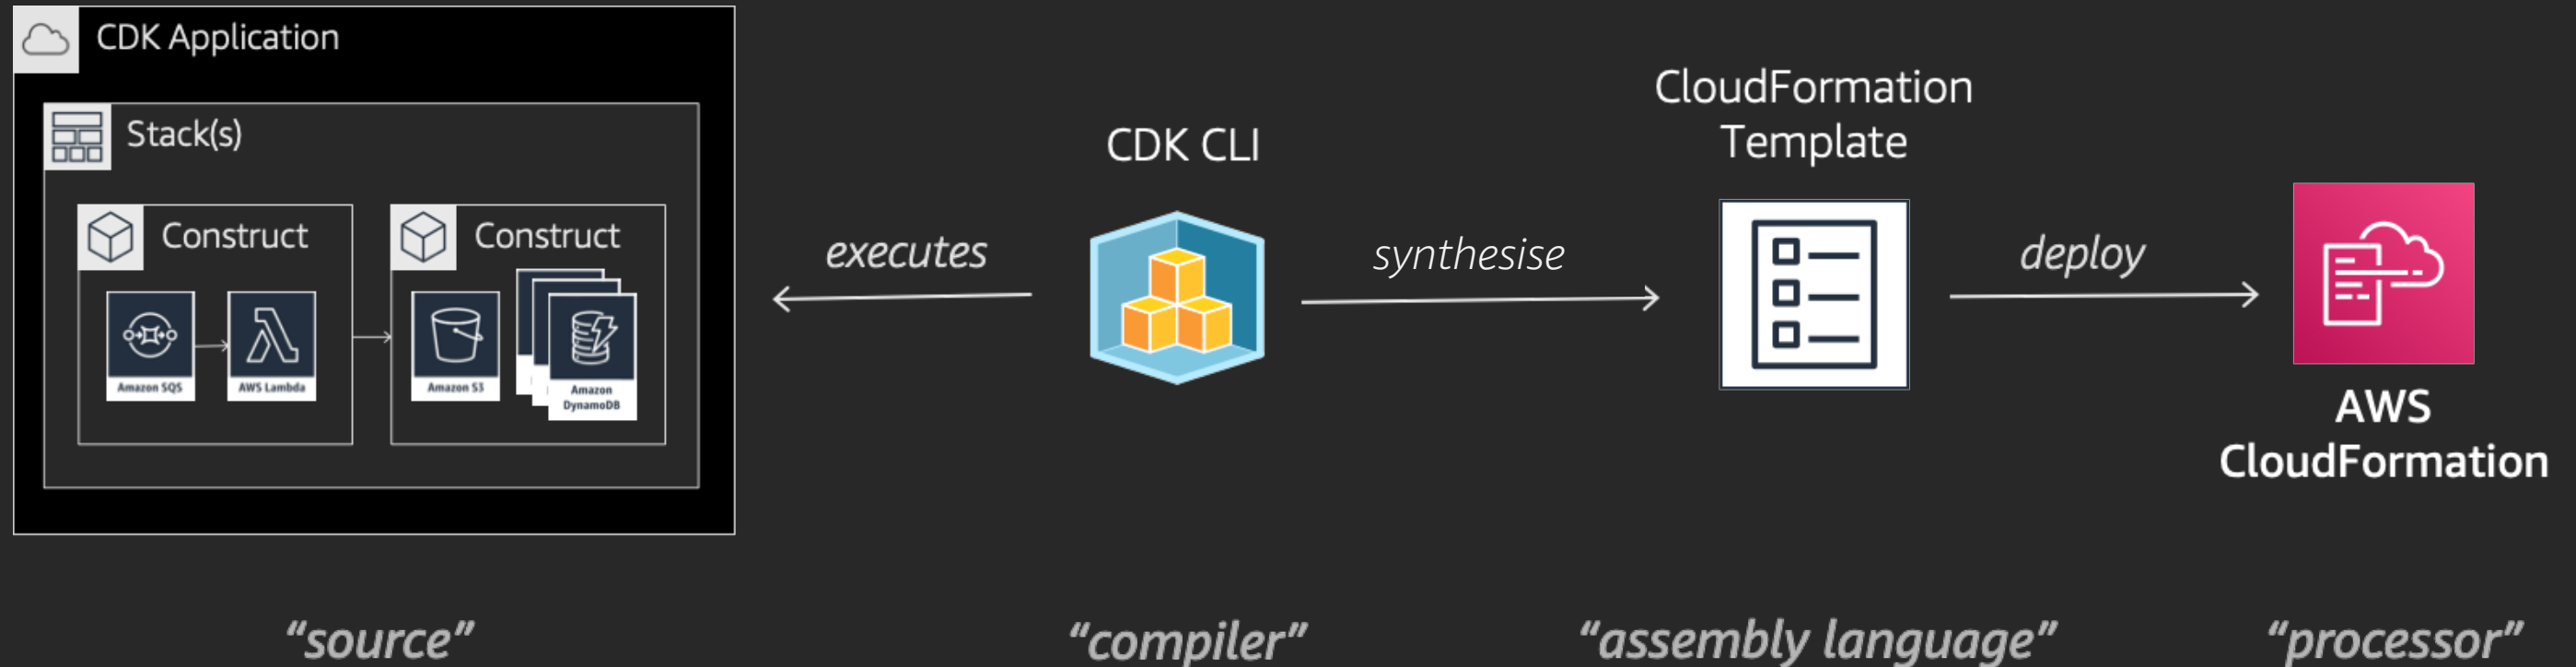 CDK Application
Stack(s)
Construct
Construct
Amazon SQS
AWS Lambda
Amazon S3
Amazon
DynamoDB
executes
CDK CLI
synthesise
CloudFormation
Template
deploy
AWS
CloudFormation
“source”
“compiler”
“assembly language”
“processor”